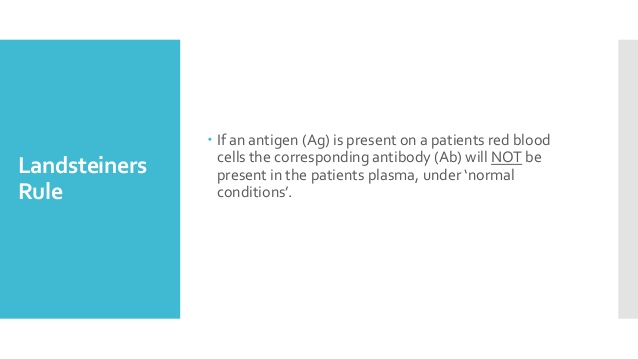 Landsteiners
Rule
• If an antigen (Ag) is present on a patients red blood
cells the corresponding antibody (Ab) will NOT be
present in the patients plasma, under ‘normal
conditions’.